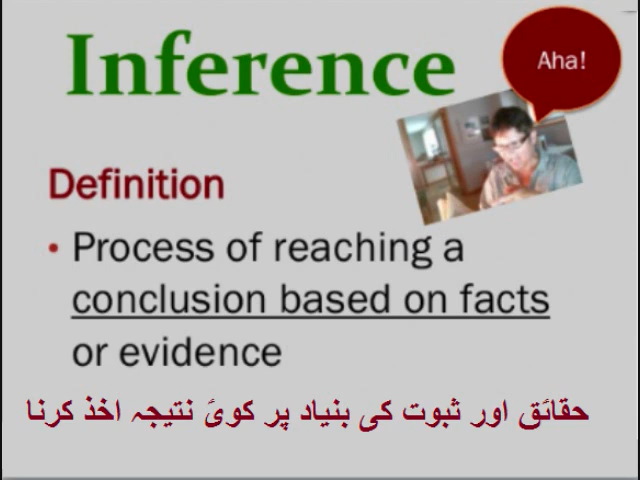 Inference
Aha!
Definition
• Process of reaching a
conclusion based on facts
or evidence
حقائق اور ثبوت کی بنیاد پر کوئ نتیجہ اخذ کرنا